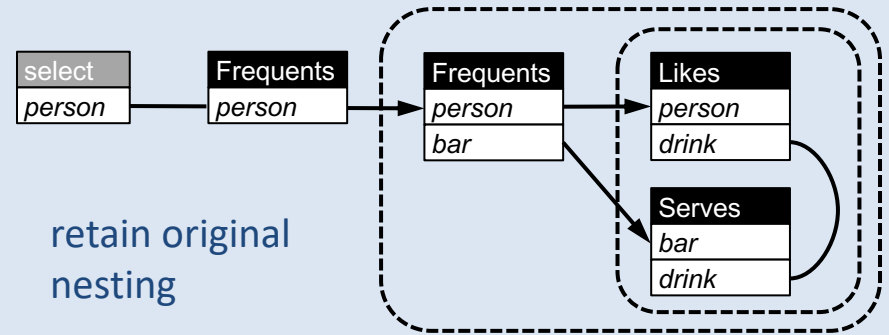 select
person
Frequents
person
Frequents
person
bar
Likes
person
drink
Serves
bar
drink
retain original
nesting